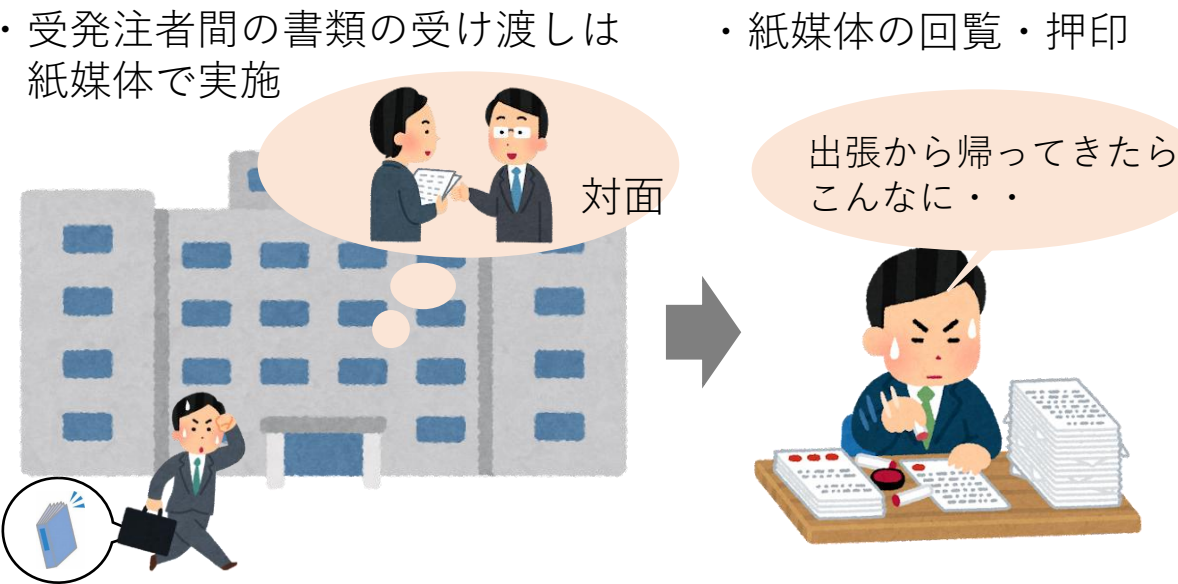 ・受発注者間の書類の受け渡しは
紙媒体で実施
対面
・紙媒体の回覧・押印
出張から帰ってきたら
こんなに・・